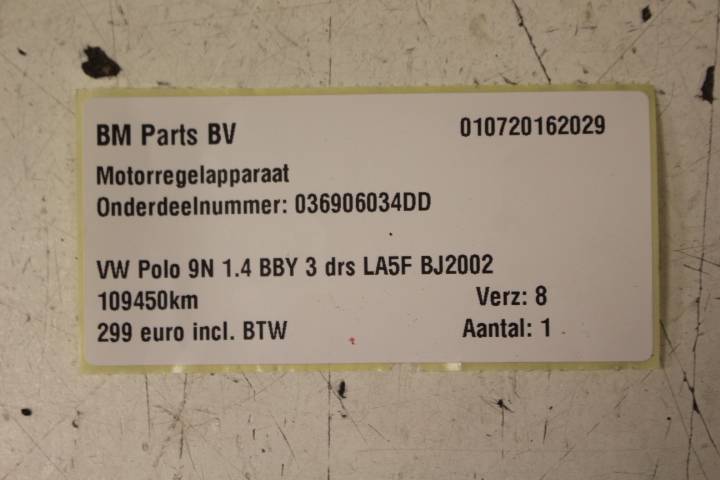 BM Parts BV 010720162029
Motorregelapparaat
Onderdeelnummer: 036906034DD
VW Polo 9N 1.4 BBY 3 drs LA5F BJ2002
109450km Verz: 8
299 euro incl. BTW Aantal: 1